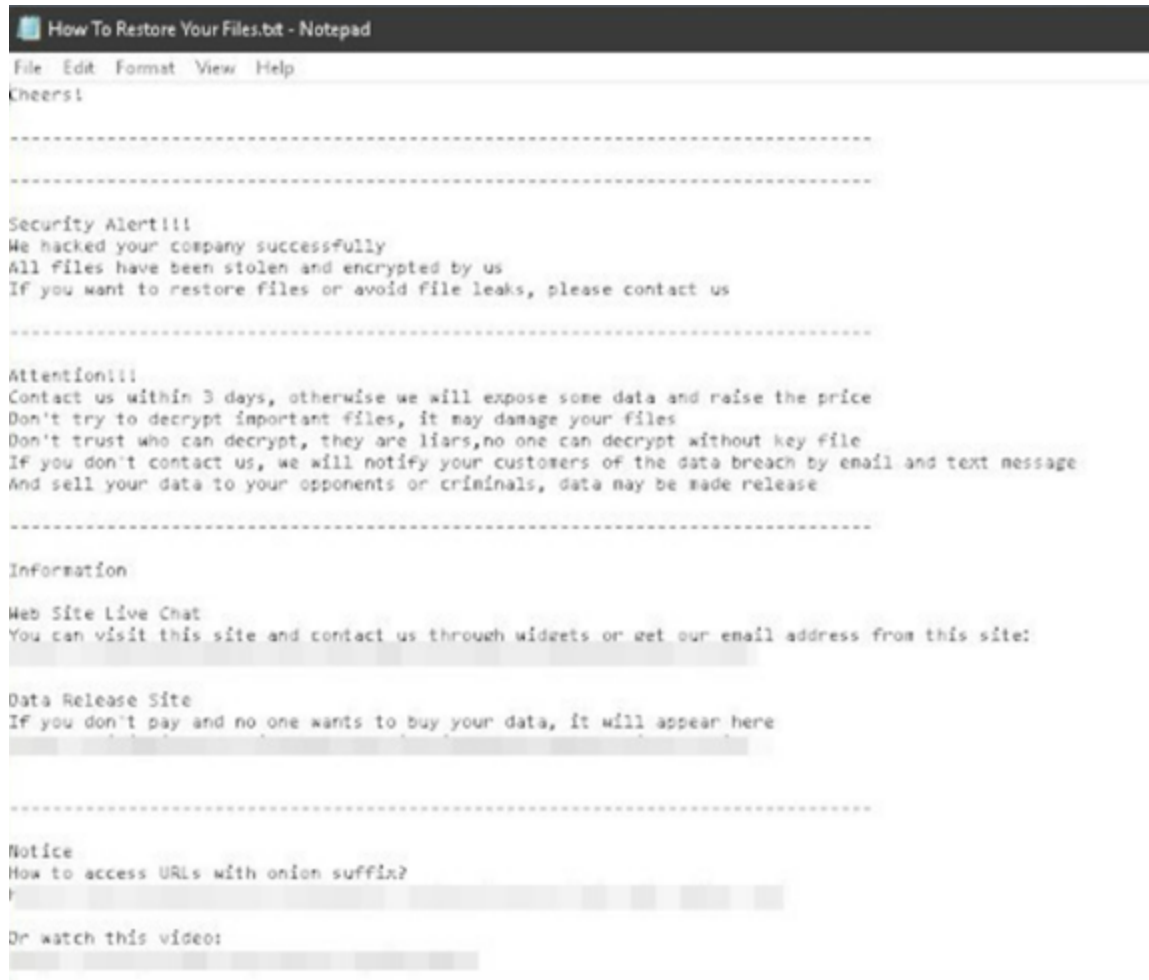 How To Restore Your Files.txt - Notepad
File Edit Format View Help
Cheers!
--------------------------------------------------------------------------------
--------------------------------------------------------------------------------
Security Alert!!!
We hacked your company successfully
All files have been stolen and encrypted by us
If you want to restore files or avoid file leaks, please contact us
--------------------------------------------------------------------------------
Attention!!!
Contact us within 3 days, otherwise we will expose some data and raise the price
Don't try to decrypt important files, it may damage your files
Don't trust who can decrypt, they are liars,no one can decrypt without key file
If you don't contact us, we will notify your customers of the data breach by email and text message
And sell your data to your opponents or criminals, data may be made release
--------------------------------------------------------------------------------
Information
Web Site Live Chat
You can visit this site and contact us through widgets or get our email address from this site:
Data Release Site
If you don't pay and no one wants to buy your data, it will appear here
--------------------------------------------------------------------------------
Notice
How to access URLs with onion suffix?
Or watch this video: